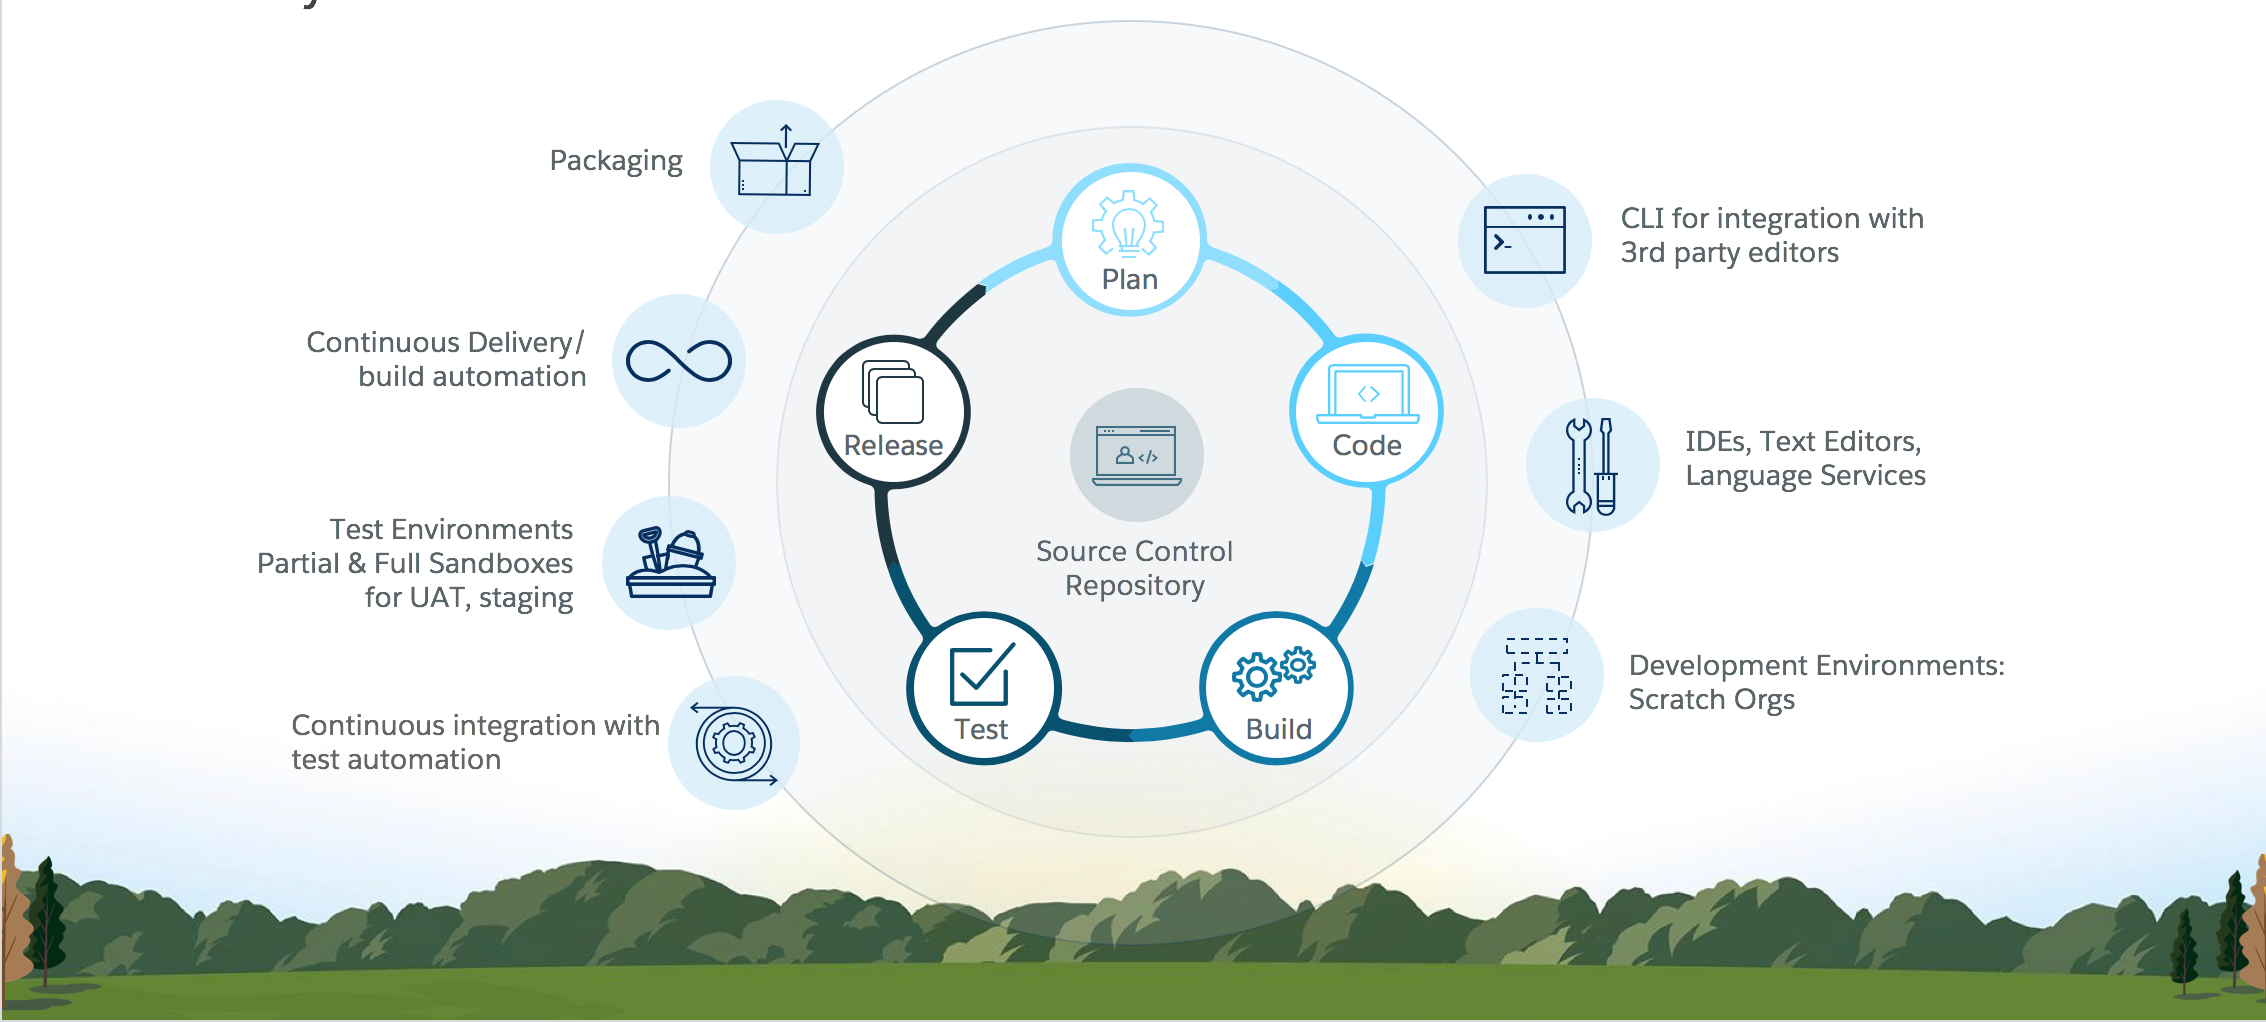 Packaging
Continuous Delivery/
build automation
Test Environments
Partial & Full Sandboxes
for UAT, staging
Continuous integration with
test automation
Plan
Code
Build
Test
Release
Source Control
Repository
CLI for integration with
3rd party editors
IDEs, Text Editors,
Language Services
Development Environments:
Scratch Orgs